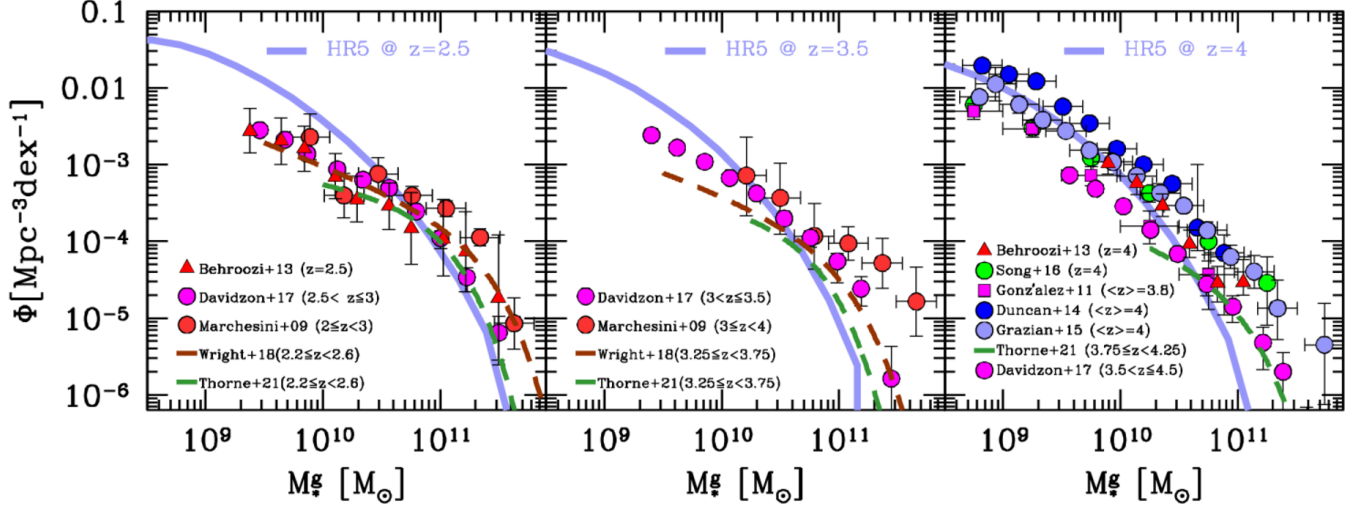 HR5 @ z=2.5
HR5 @ z=3.5
HR5 @ z=4
Φ[Mpc⁻³dex⁻¹]
0.1
0.01
10⁻³
10⁻⁴
10⁻⁵
10⁻⁶
Behroozi+13 (z=2.5)
Davidzon+17 (2.5< z≤3)
Marchesini+09 (2≤z<3)
Wright+18(2.2≤z<2.6)
Thorne+21(2.2≤z<2.6)
Davidzon+17 (3<z≤3.5)
Marchesini+09 (3≤z<4)
Wright+18(3.25≤z<3.75)
Thorne+21(3.25≤z<3.75)
Behroozi+13 (z=4)
Song+16 (z=4)
Gonz'alez+11 (<z>=3.8)
Duncan+14 (<z>=4)
Grazian+15 (<z>=4)
Thorne+21 (3.75≤z<4.25)
Davidzon+17 (3.5<z≤4.5)
10⁹ 10¹⁰ 10¹¹
10⁹ 10¹⁰ 10¹¹
10⁹ 10¹⁰ 10¹¹
M*ᵍ [M⊙]
M*ᵍ [M⊙]
M*ᵍ [M⊙]